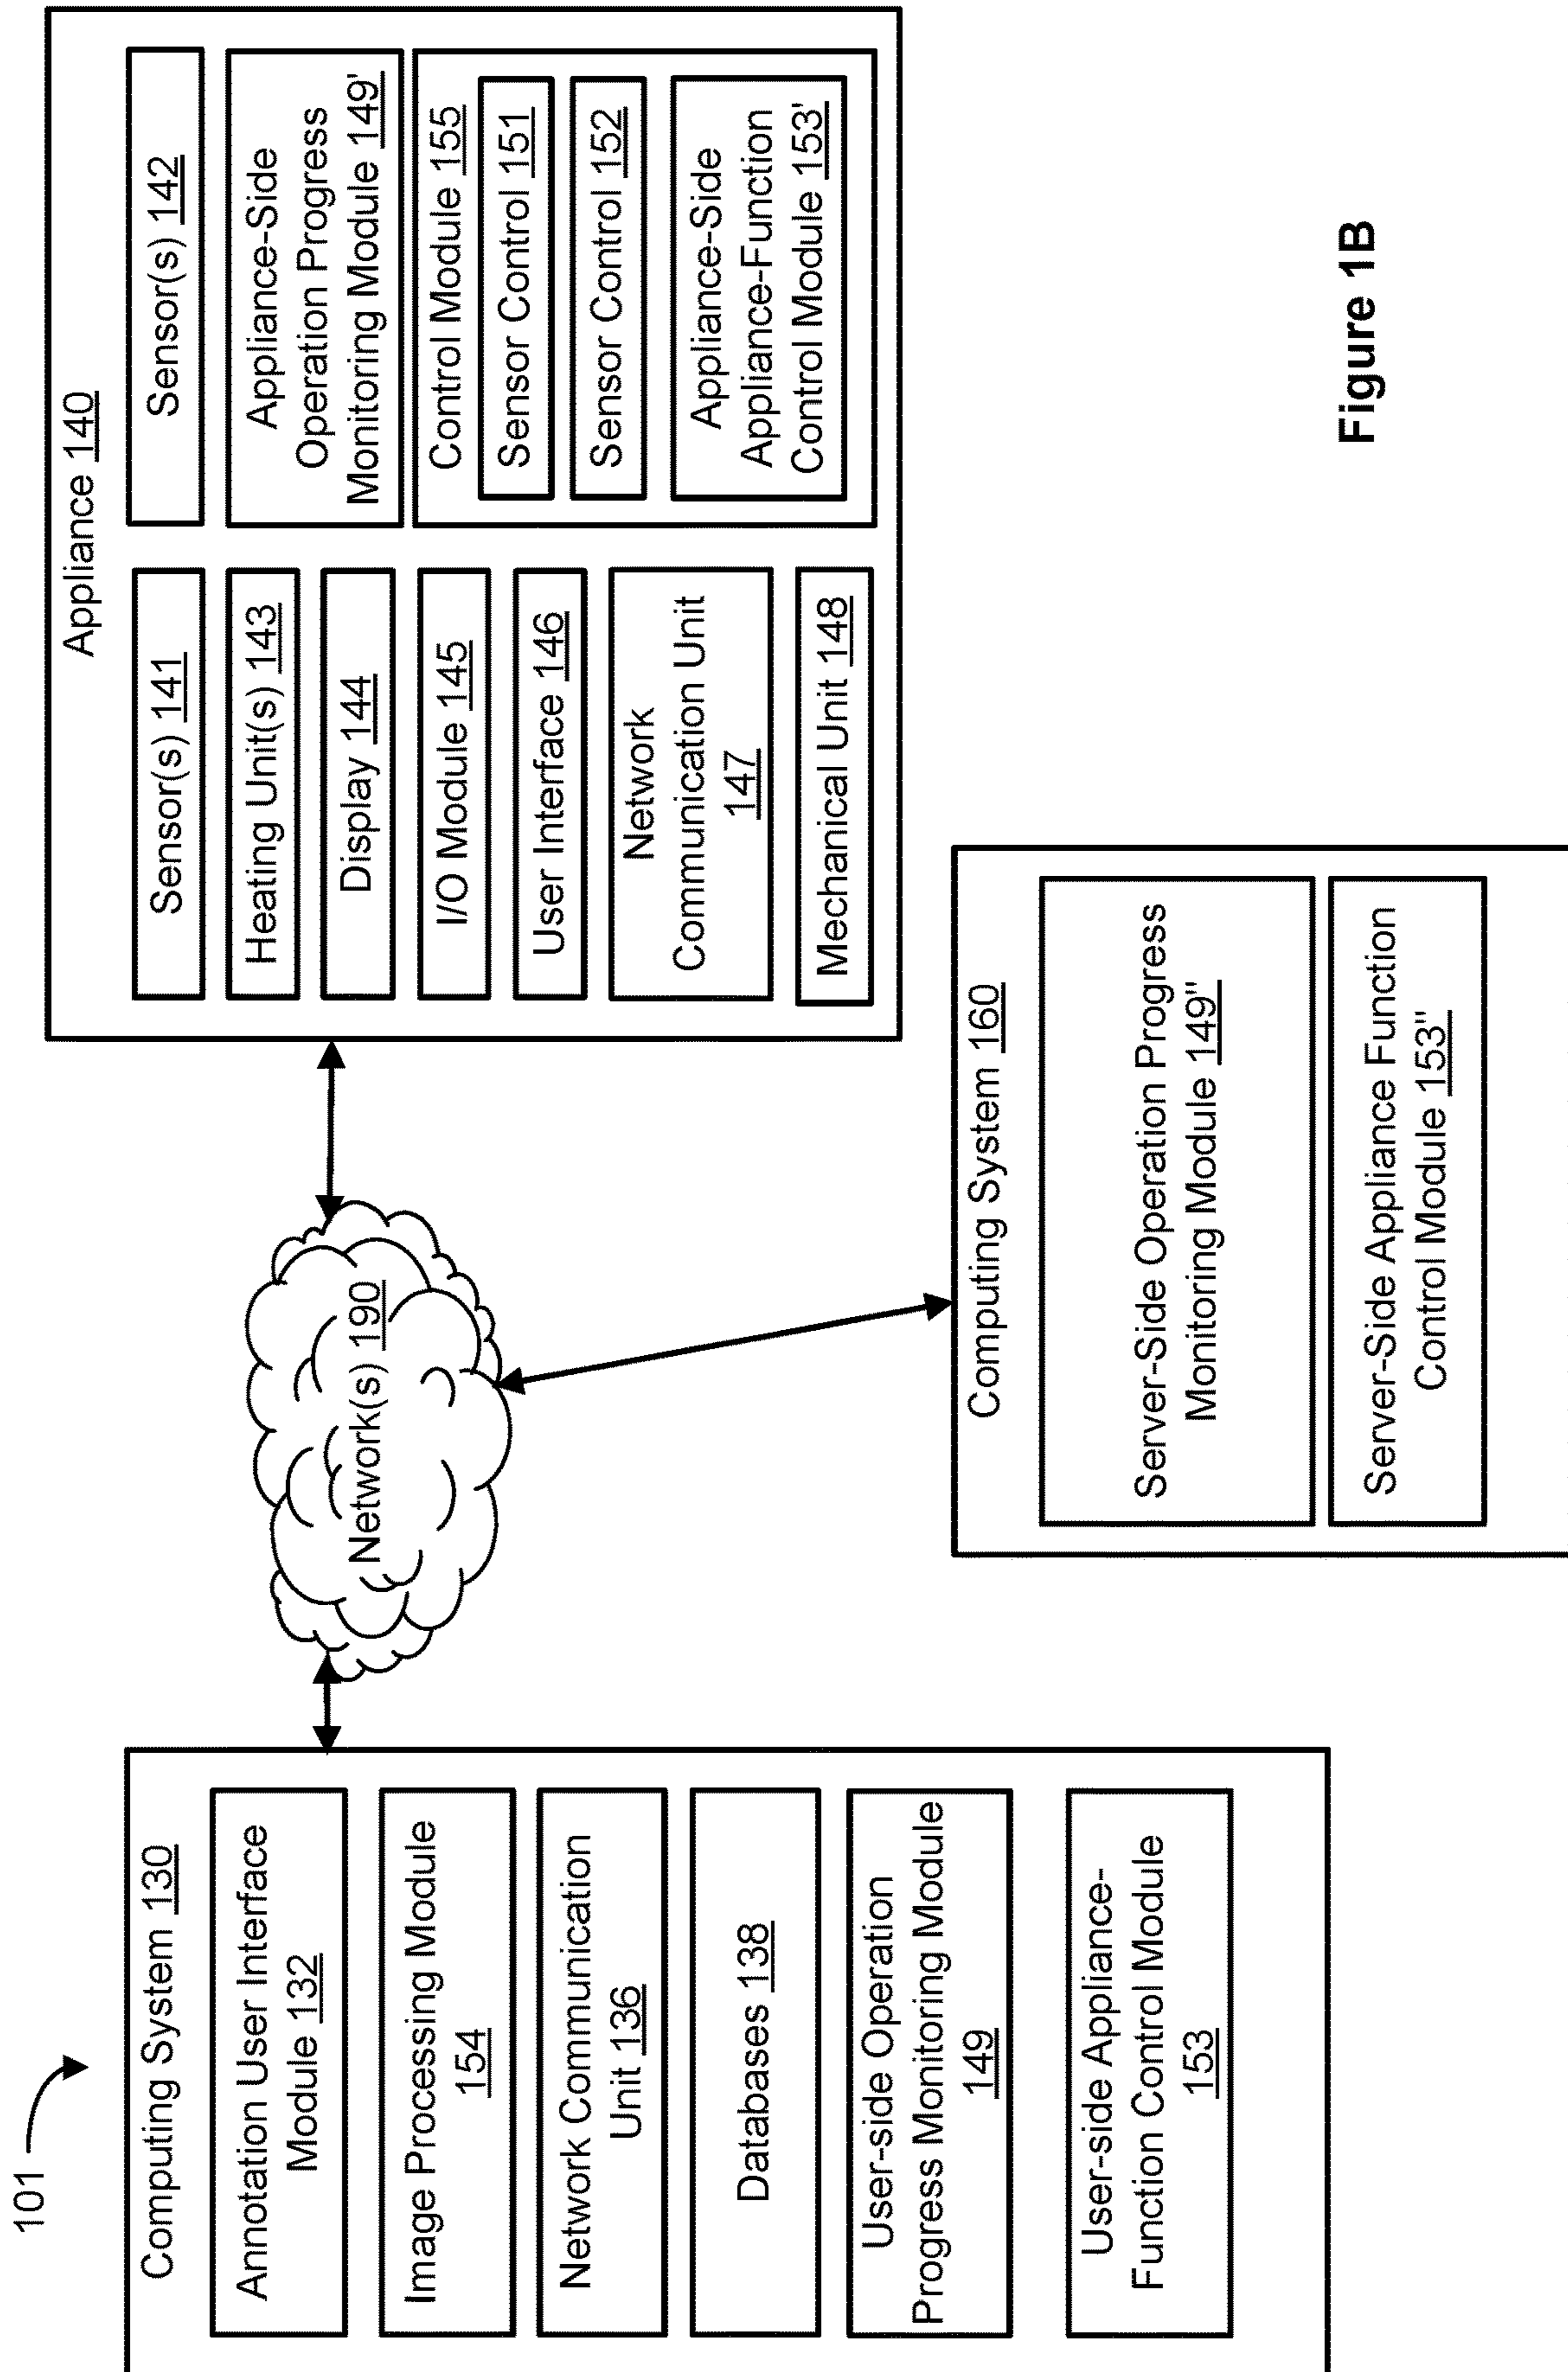 101
Computing System 130
Annotation User Interface
Module 132
Image Processing Module
154
Network Communication
Unit 136
Databases 138
User-side Operation
Progress Monitoring Module
149
User-side Appliance-
Function Control Module
153
Network(s) 190
Appliance 140
Sensor(s) 141
Heating Unit(s) 143
Display 144
I/O Module 145
User Interface 146
Network
Communication Unit
147
Mechanical Unit 148
Sensor(s) 142
Appliance-Side
Operation Progress
Monitoring Module 149'
Control Module 155
Sensor Control 151
Sensor Control 152
Appliance-Side
Appliance-Function
Control Module 153'
Computing System 160
Server-Side Operation Progress
Monitoring Module 149"
Server-Side Appliance Function
Control Module 153"
Figure 1B